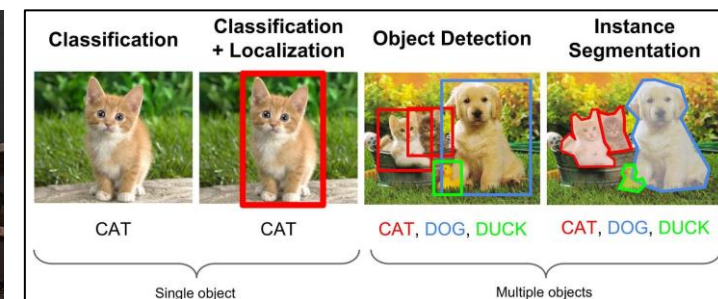 Classification
Classification
+ Localization
Object Detection
Instance
Segmentation
CAT
CAT
CAT, DOG, DUCK
CAT, DOG, DUCK
Single object
Multiple objects